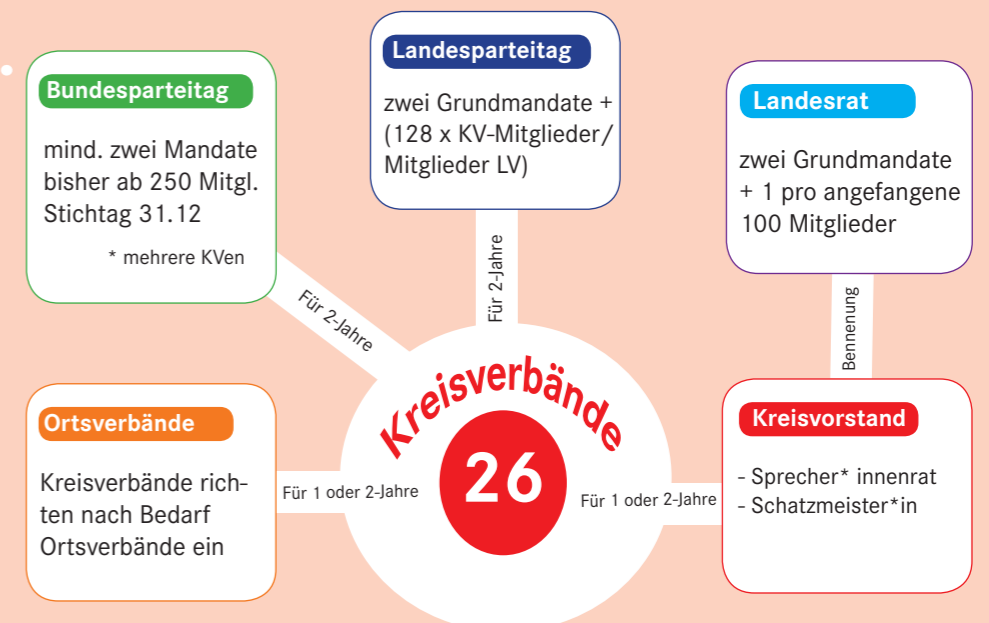 Bundesparteitag
mind. zwei Mandate
bisher ab 250 Mitgl.
Stichtag 31.12
* mehrere KVen
Landesparteitag
zwei Grundmandate +
(128 x KV-Mitglieder/
Mitglieder LV)
Landesrat
zwei Grundmandate
+ 1 pro angefangene
100 Mitglieder
Für 2-Jahre
Für 2-Jahre
Bennenung
Ortsverbände
Kreisverbände rich-
ten nach Bedarf
Ortsverbände ein
Für 1 oder 2-Jahre
Kreisverbände
26
Für 1 oder 2-Jahre
Kreisvorstand
- Sprecher* innenrat
- Schatzmeister*in